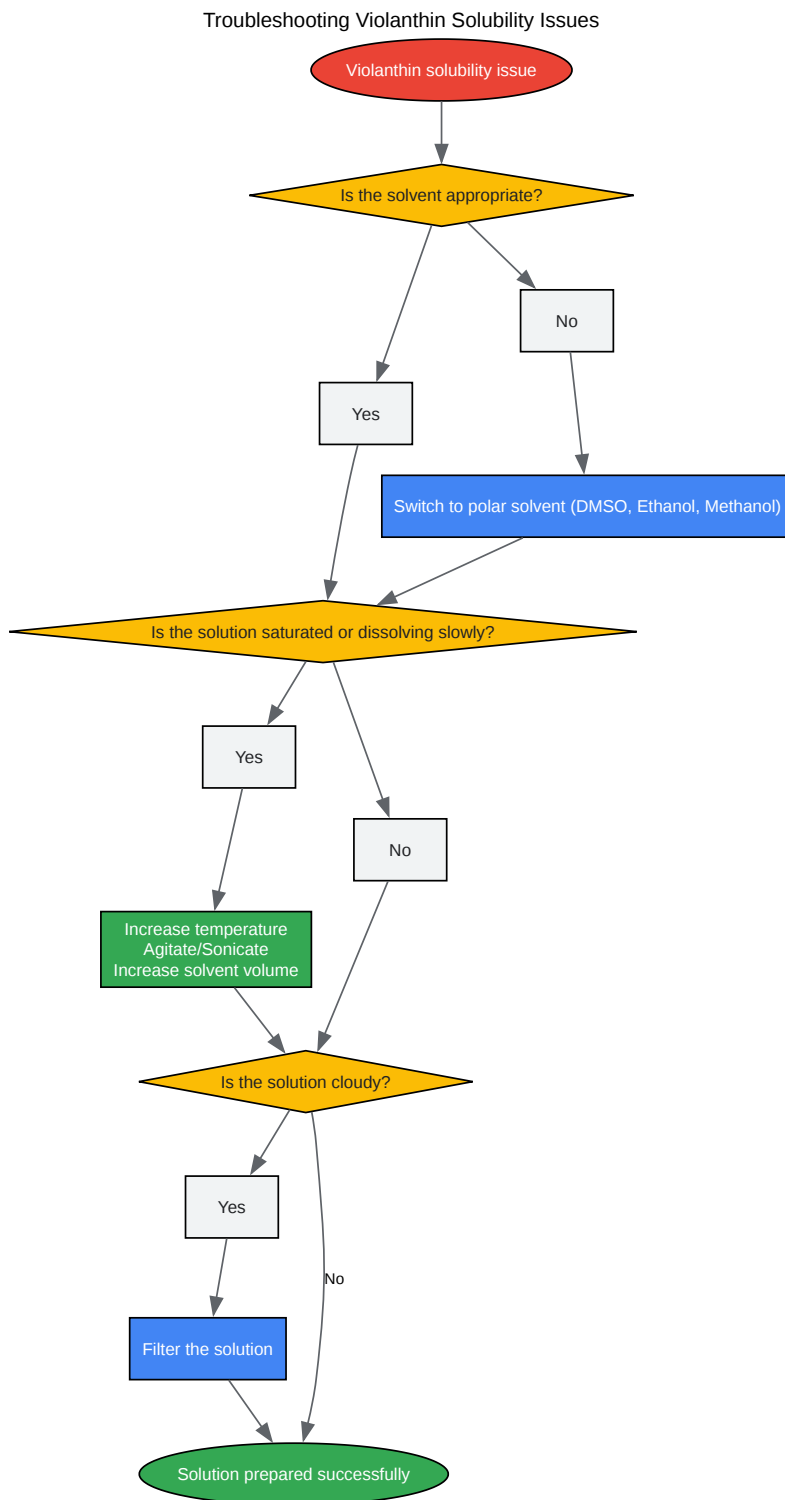 Troubleshooting Violanthin Solubility Issues
Violanthin solubility issue
Is the solvent appropriate?
No
Yes
Switch to polar solvent (DMSO, Ethanol, Methanol)
Is the solution saturated or dissolving slowly?
Yes
No
Increase temperature
Agitate/Sonicate
Increase solvent volume
Is the solution cloudy?
Yes
No
Filter the solution
Solution prepared successfully